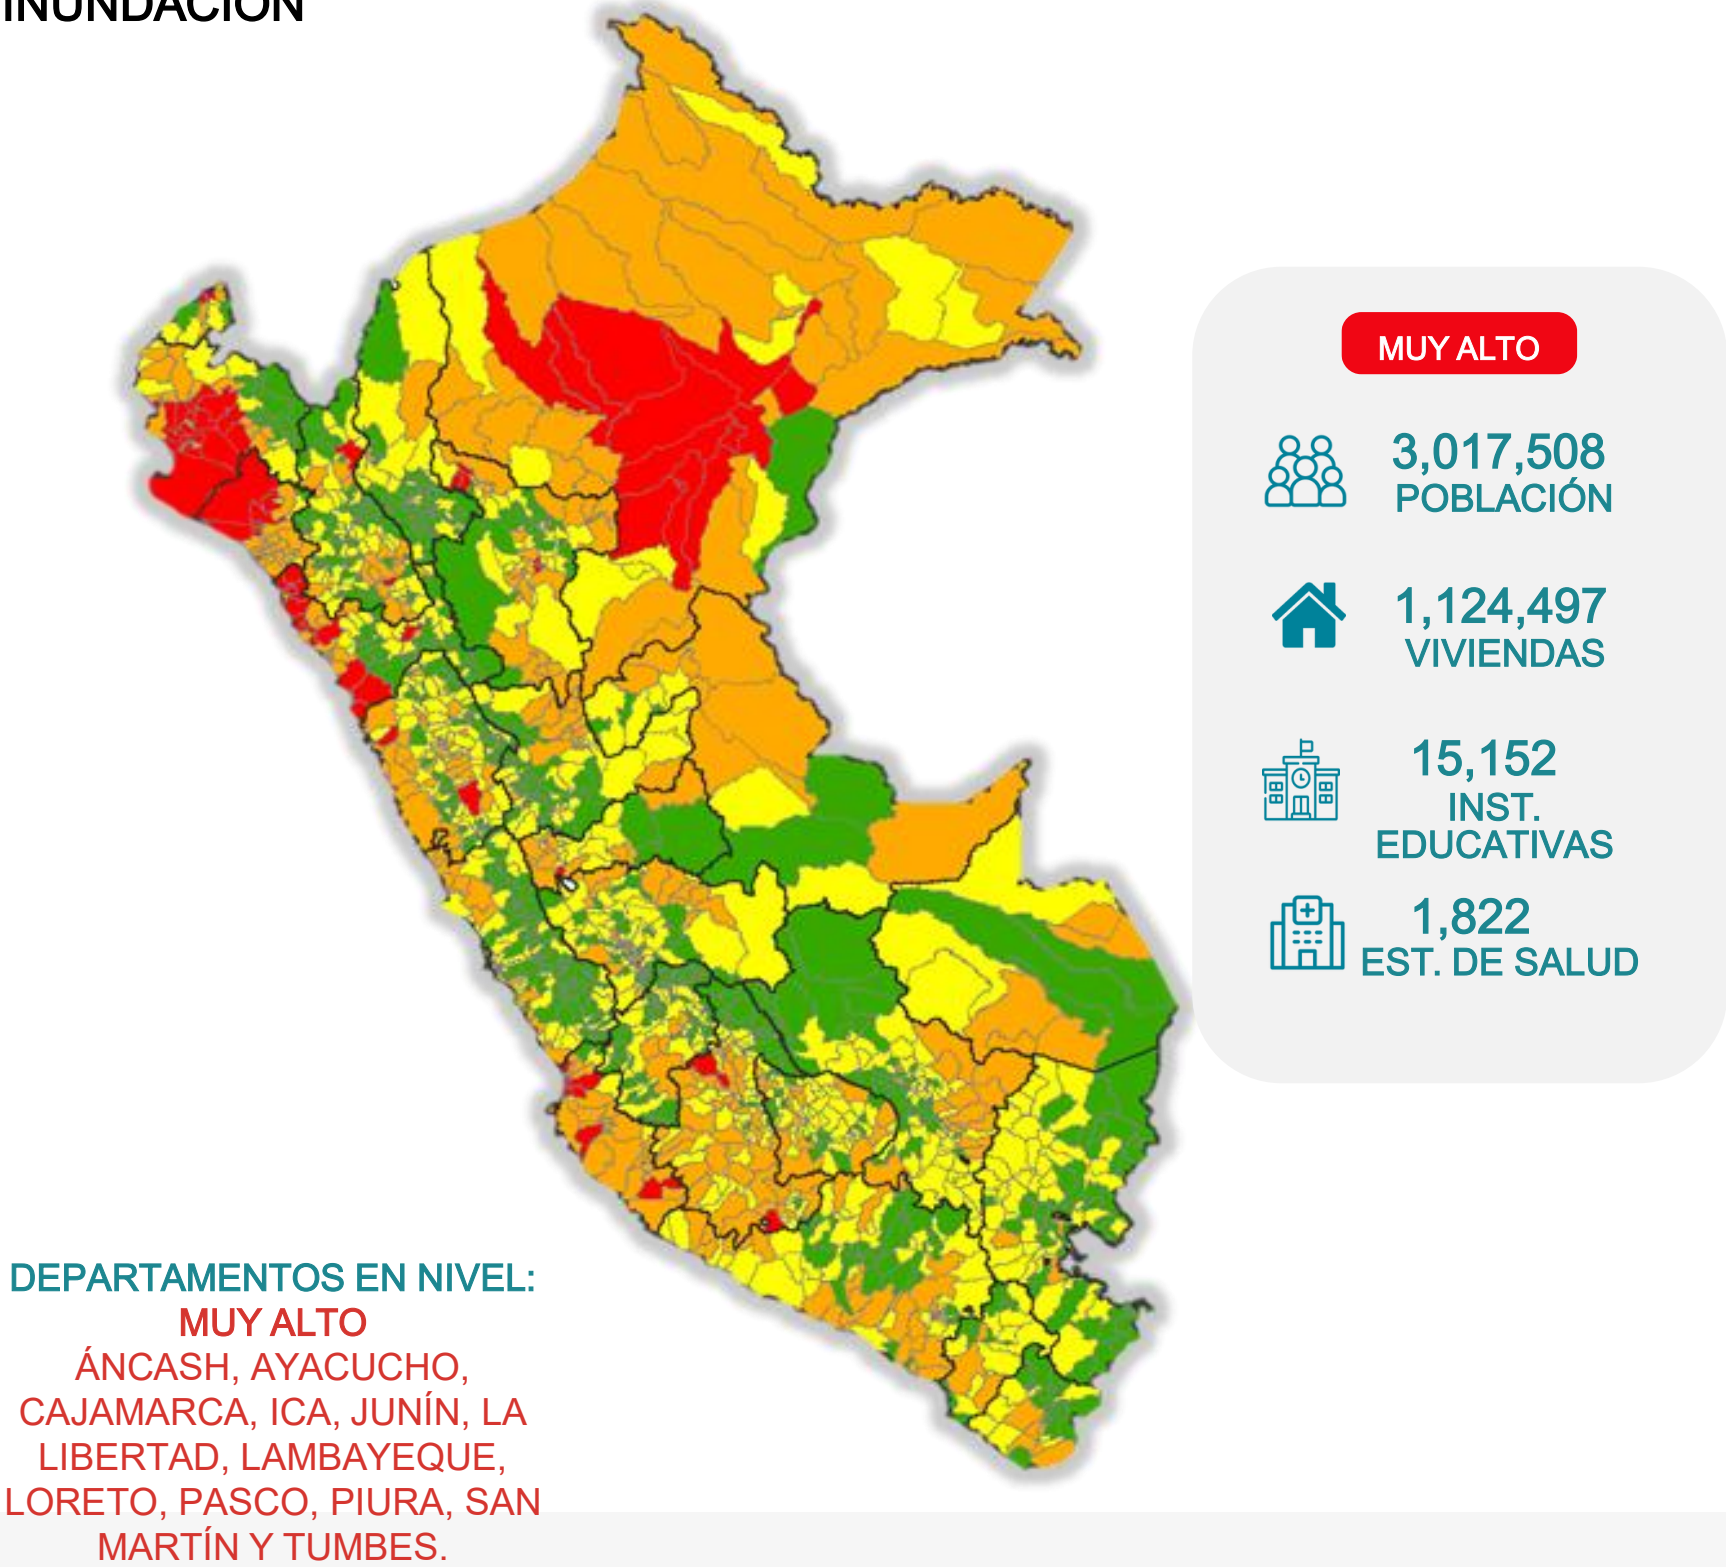 INUNDACIÓN
MUY ALTO
3,017,508
POBLACIÓN
1,124,497
VIVIENDAS
15,152
INST.
EDUCATIVAS
1,822
EST. DE SALUD
DEPARTAMENTOS EN NIVEL:
MUY ALTO
ÁNCASH, AYACUCHO,
CAJAMARCA, ICA, JUNÍN, LA
LIBERTAD, LAMBAYEQUE,
LORETO, PASCO, PIURA, SAN
MARTÍN Y TUMBES.